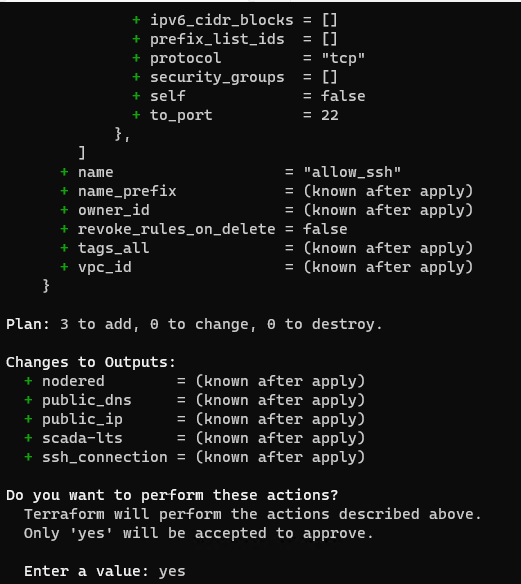 + ipv6_cidr_blocks = []
+ prefix_list_ids  = []
+ protocol         = "tcp"
+ security_groups  = []
+ self             = false
+ to_port          = 22
},
]
+ name                   = "allow_ssh"
+ name_prefix            = (known after apply)
+ owner_id               = (known after apply)
+ revoke_rules_on_delete = false
+ tags_all               = (known after apply)
+ vpc_id                 = (known after apply)
}
Plan: 3 to add, 0 to change, 0 to destroy.
Changes to Outputs:
+ nodered        = (known after apply)
+ public_dns     = (known after apply)
+ public_ip      = (known after apply)
+ scada-lts      = (known after apply)
+ ssh_connection = (known after apply)
Do you want to perform these actions?
Terraform will perform the actions described above.
Only 'yes' will be accepted to approve.
Enter a value: yes